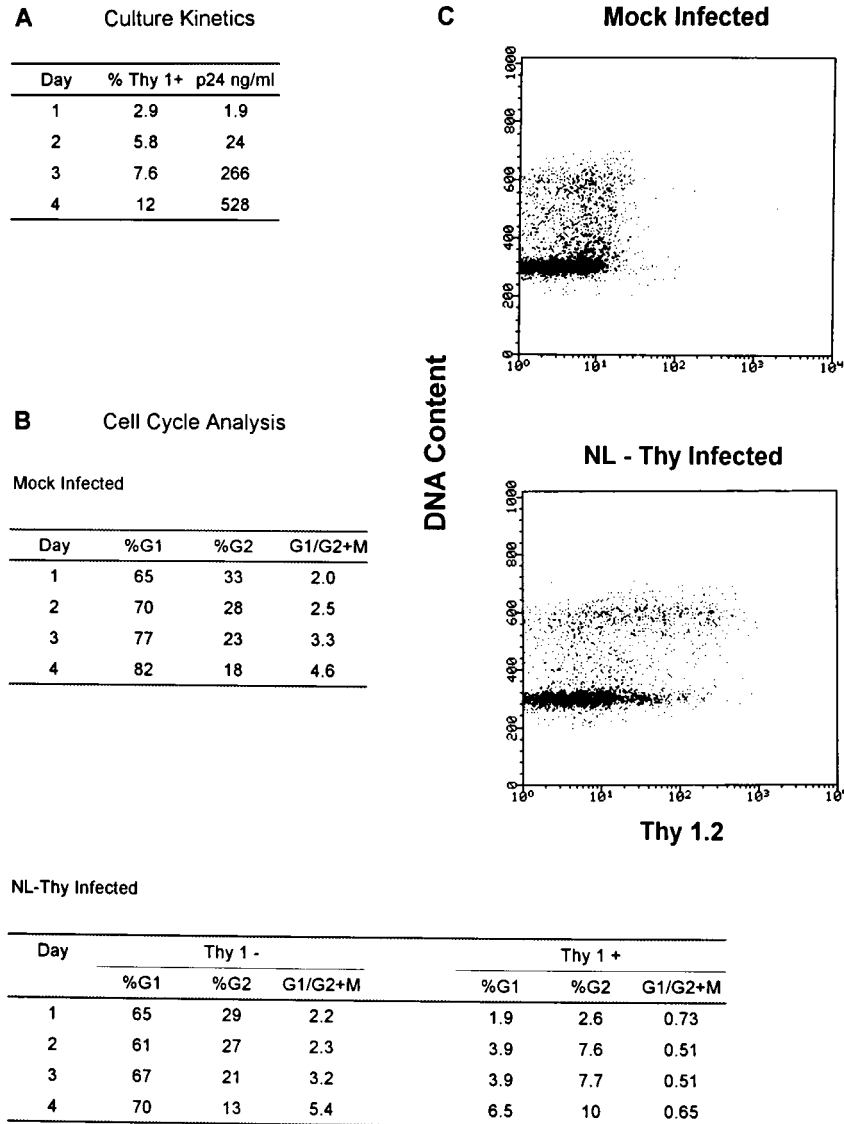 A Culture Kinetics
Day % Thy 1+ p24 ng/ml
1 2.9 1.9
2 5.8 24
3 7.6 266
4 12 528
B Cell Cycle Analysis
Mock Infected
Day %G1 %G2 G1/G2+M
1 65 33 2.0
2 70 28 2.5
3 77 23 3.3
4 82 18 4.6
C
Mock Infected
1000
800
600
400
200
0
10⁰ 10¹ 10² 10³ 10⁴
DNA Content
NL - Thy Infected
1000
800
600
400
200
0
10⁰ 10¹ 10² 10³
Thy 1.2
NL-Thy Infected
Day Thy 1 - Thy 1 +
%G1 %G2 G1/G2+M %G1 %G2 G1/G2+M
1 65 29 2.2 1.9 2.6 0.73
2 61 27 2.3 3.9 7.6 0.51
3 67 21 3.2 3.9 7.7 0.51
4 70 13 5.4 6.5 10 0.65